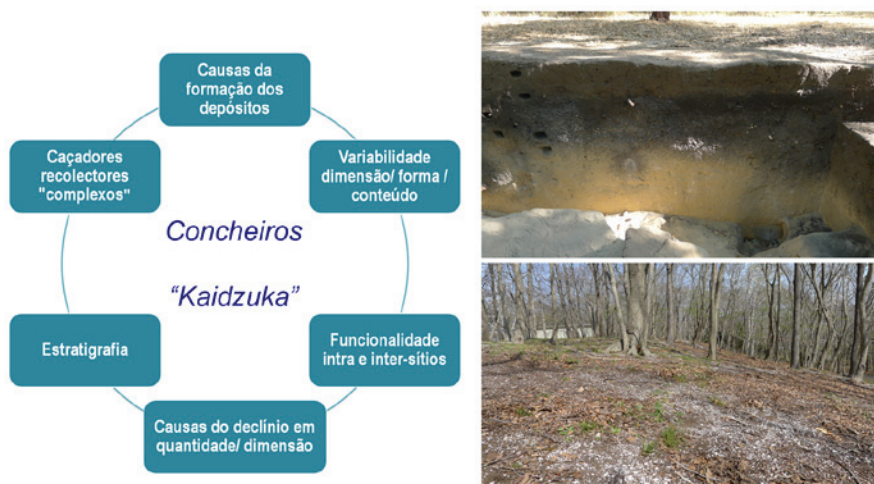 Causas da
formação dos
depósitos
Caçadores
recolectores
"complexos"
Variabilidade
dimensão/ forma /
conteúdo
Concheiros
"Kaidzuka"
Estratigrafia
Funcionalidade
intra e inter-sítios
Causas do declínio em
quantidade/ dimensão